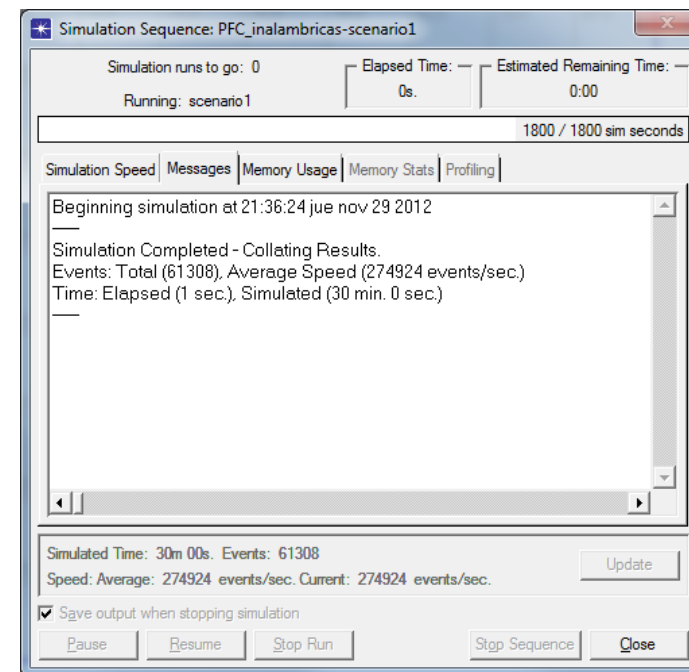 Simulation Sequence: PFC_inalambricas-scenario1
Simulation runs to go: 0
Running: scenario1
Elapsed Time:
0s.
Estimated Remaining Time:
0:00
1800 / 1800 sim seconds
Simulation Speed Messages Memory Usage Memory Stats Profiling
Beginning simulation at 21:36:24 jue nov 29 2012
Simulation Completed - Collating Results.
Events: Total (61308), Average Speed (274924 events/sec.)
Time: Elapsed (1 sec.), Simulated (30 min. 0 sec.)
Simulated Time: 30m 00s. Events: 61308
Speed: Average: 274924 events/sec. Current: 274924 events/sec.
Update
Save output when stopping simulation
Pause Resume Stop Run Stop Sequence Close